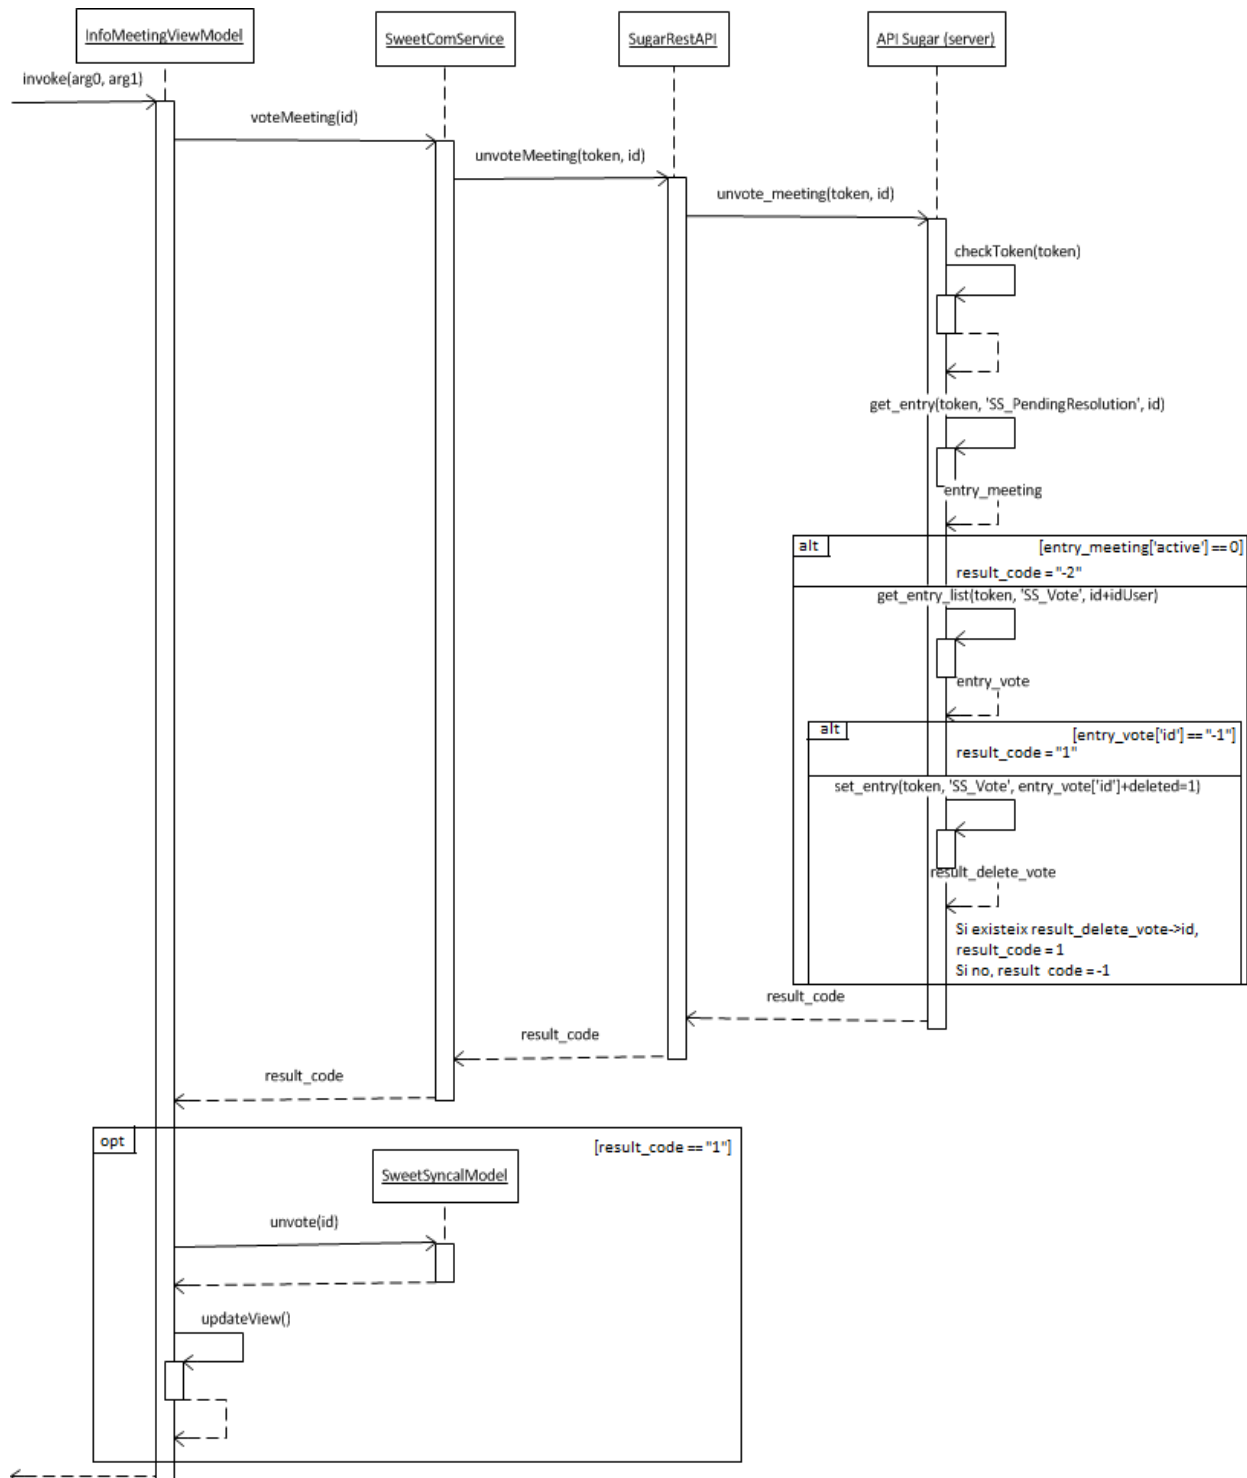 InfoMeetingViewModel
SweetComService
SugarRestAPI
API Sugar (server)
invoke(arg0, arg1)
voteMeeting(id)
unvoteMeeting(token, id)
unvote_meeting(token, id)
checkToken(token)
get_entry(token, 'SS_PendingResolution', id)
entry_meeting
alt
[entry_meeting['active'] == 0]
result_code = "-2"
get_entry_list(token, 'SS_Vote', id+idUser)
entry_vote
alt
[entry_vote['id'] == "-1"]
result_code = "1"
set_entry(token, 'SS_Vote', entry_vote['id']+deleted=1)
result_delete_vote
Si existeix result_delete_vote->id,
result_code = 1
Si no, result_code = -1
result_code
result_code
result_code
opt
[result_code == "1"]
SweetSyncalModel
unvote(id)
updateView()